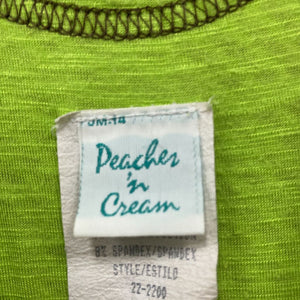 Peaches
'n
Cream
8% SPANDEX/SPANDEX
STYLE/ESTILO
22-2200